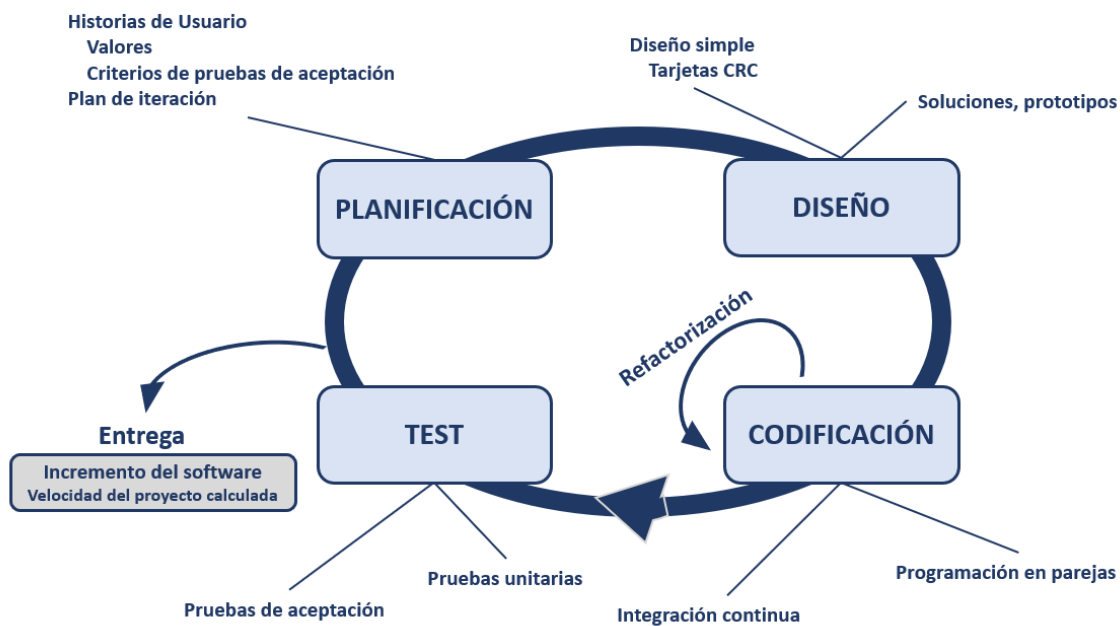 Historias de Usuario
Valores
Criterios de pruebas de aceptación
Plan de iteración
Diseño simple
Tarjetas CRC
Soluciones, prototipos
PLANIFICACIÓN
DISEÑO
Refactorización
TEST
CODIFICACIÓN
Entrega
Incremento del software
Velocidad del proyecto calculada
Pruebas unitarias
Pruebas de aceptación
Programación en parejas
Integración continua